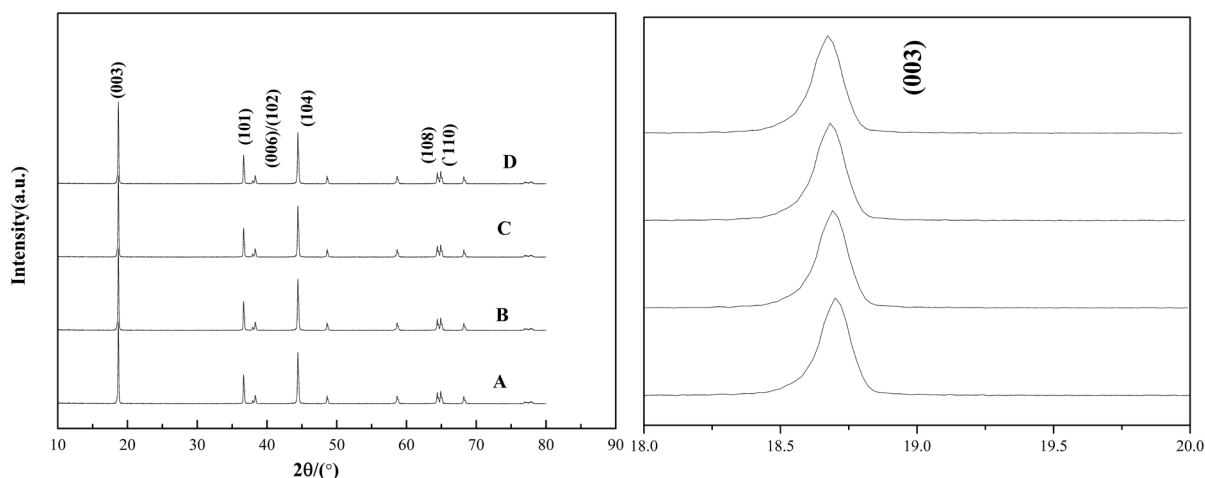 (003)
(101)
(006)/(102)
(104)
(108)
(`110)
D
C
B
A
Intensity(a.u.)
10 20 30 40 50 60 70 80 90
2θ/(°)
(003)
18.0 18.5 19.0 19.5 20.0